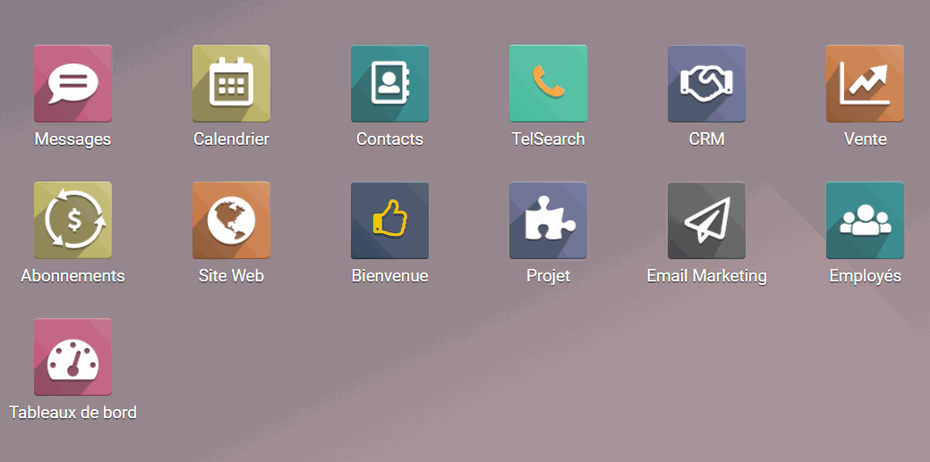 Messages
Calendrier
Contacts
TelSearch
CRM
Vente
Abonnements
Site Web
Bienvenue
Projet
Email Marketing
Employés
Tableaux de bord